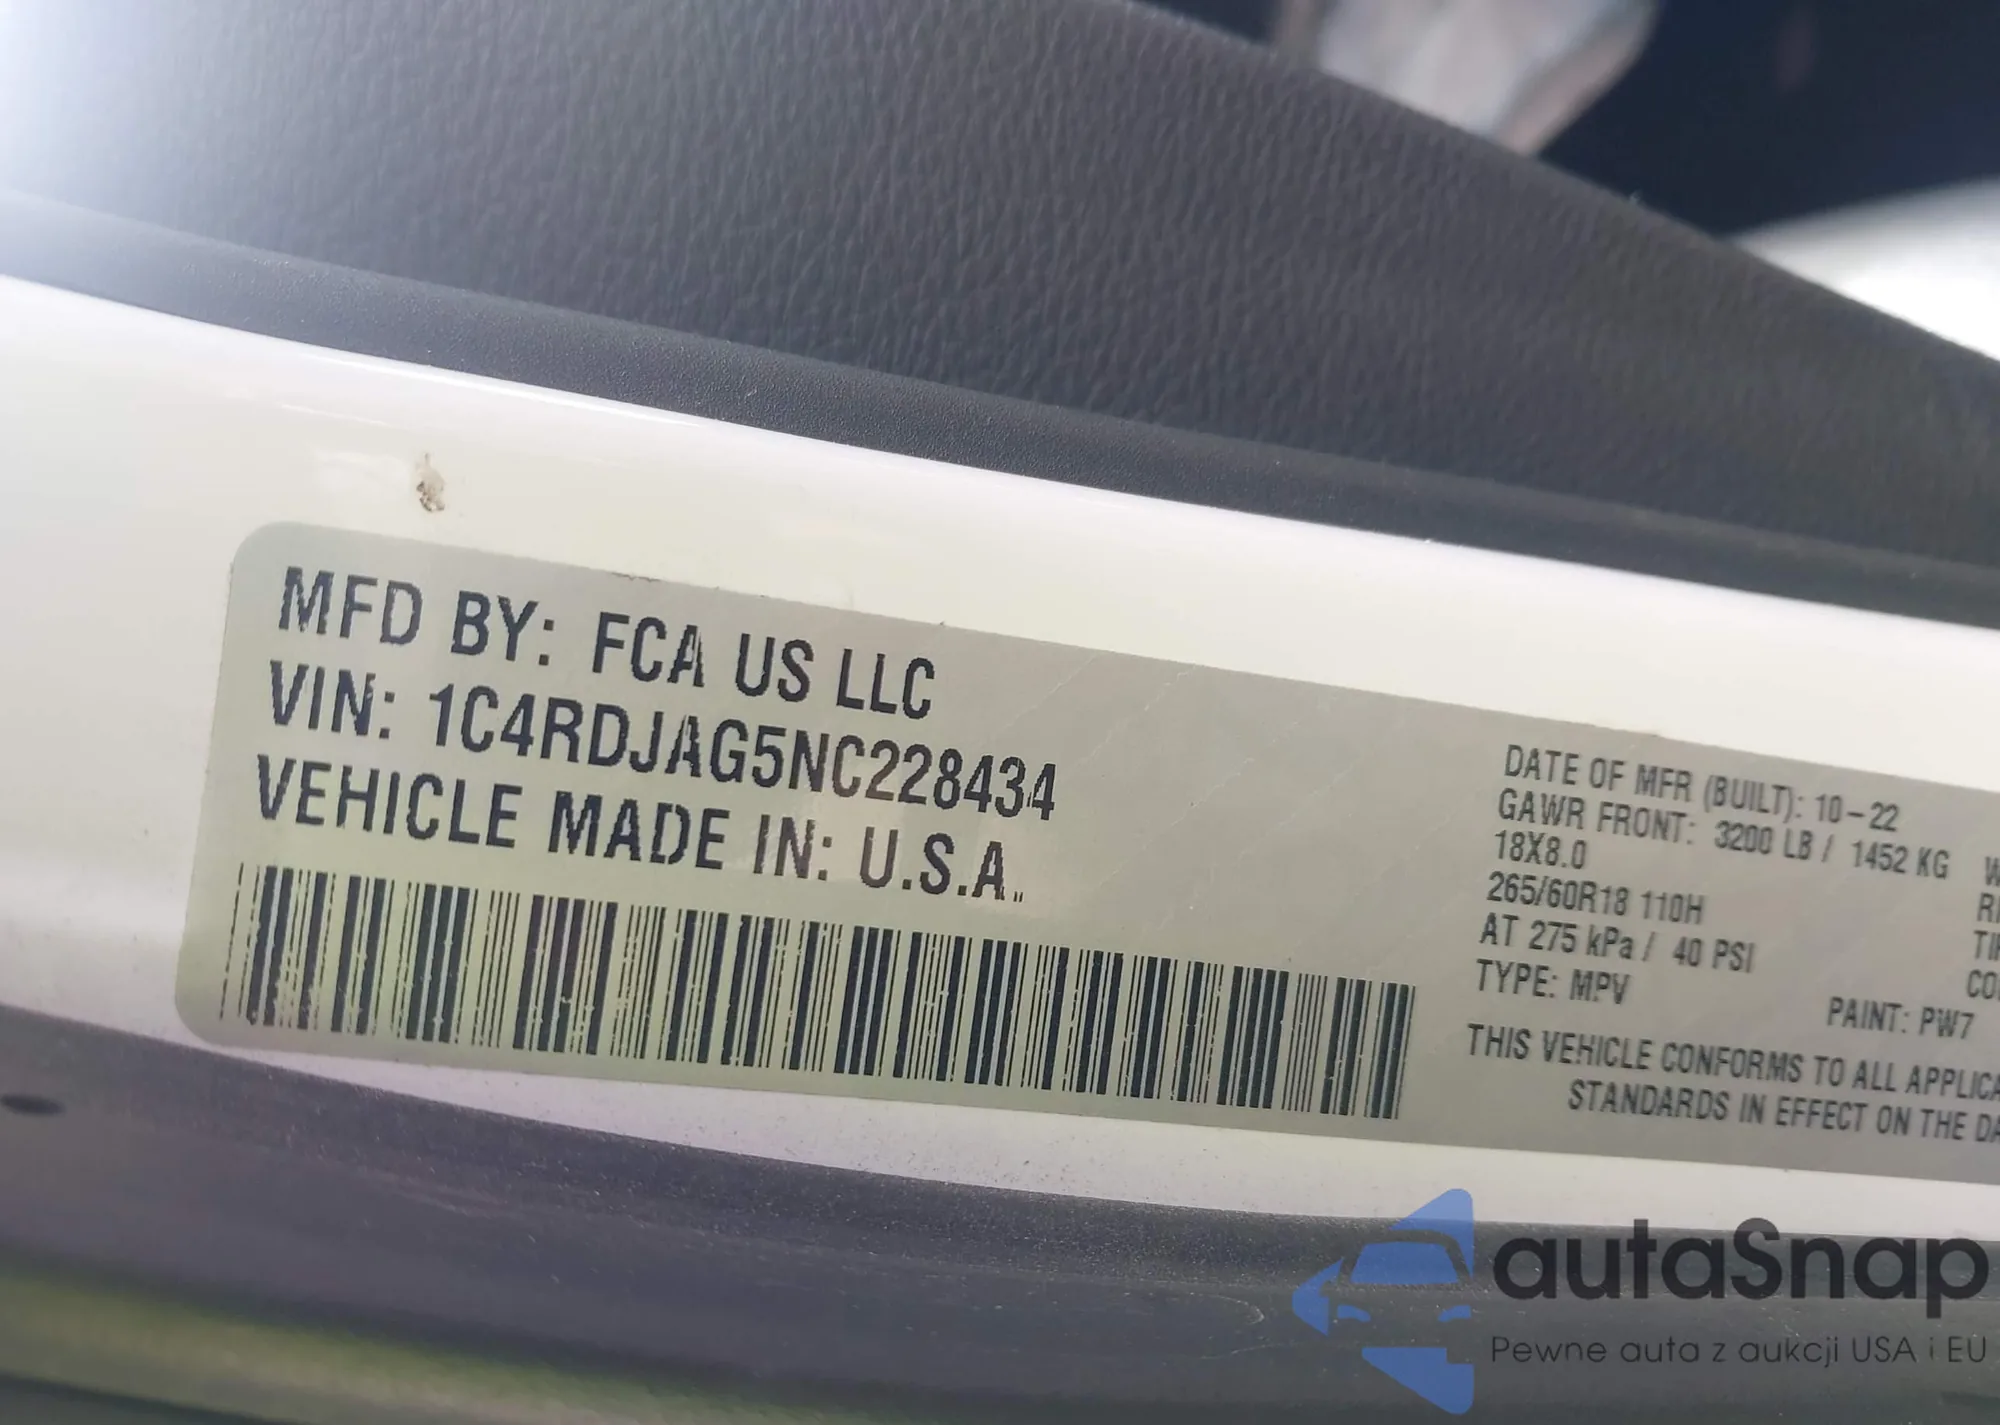 MFD BY: FCA US LLC
VIN: 1C4RDJAG5NC228434
VEHICLE MADE IN: U.S.A.
DATE OF MFR (BUILT): 10-22
GAWR FRONT: 3200 LB / 1452 KG
18X8.0
265/60R18 110H
AT 275 kPa / 40 PSI
TYPE: MPV
PAINT: PW7
THIS VEHICLE CONFORMS TO ALL APPLICA
STANDARDS IN EFFECT ON THE DA
autaSnap
Pewne auta z aukcji USA i EU